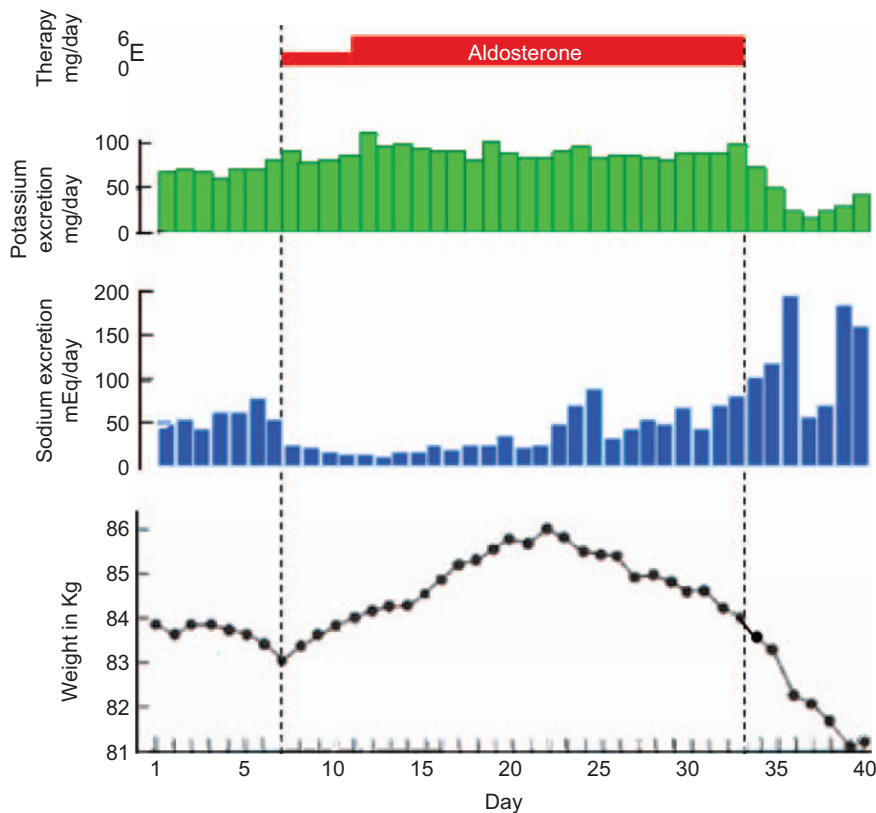 Therapy
mg/day
6
E
0
Aldosterone
Potassium
excretion
mg/day
100
50
0
Sodium excretion
mEq/day
200
150
100
50
0
Weight in Kg
86
85
84
83
82
81
1 5 10 15 20 25 30 35 40
Day